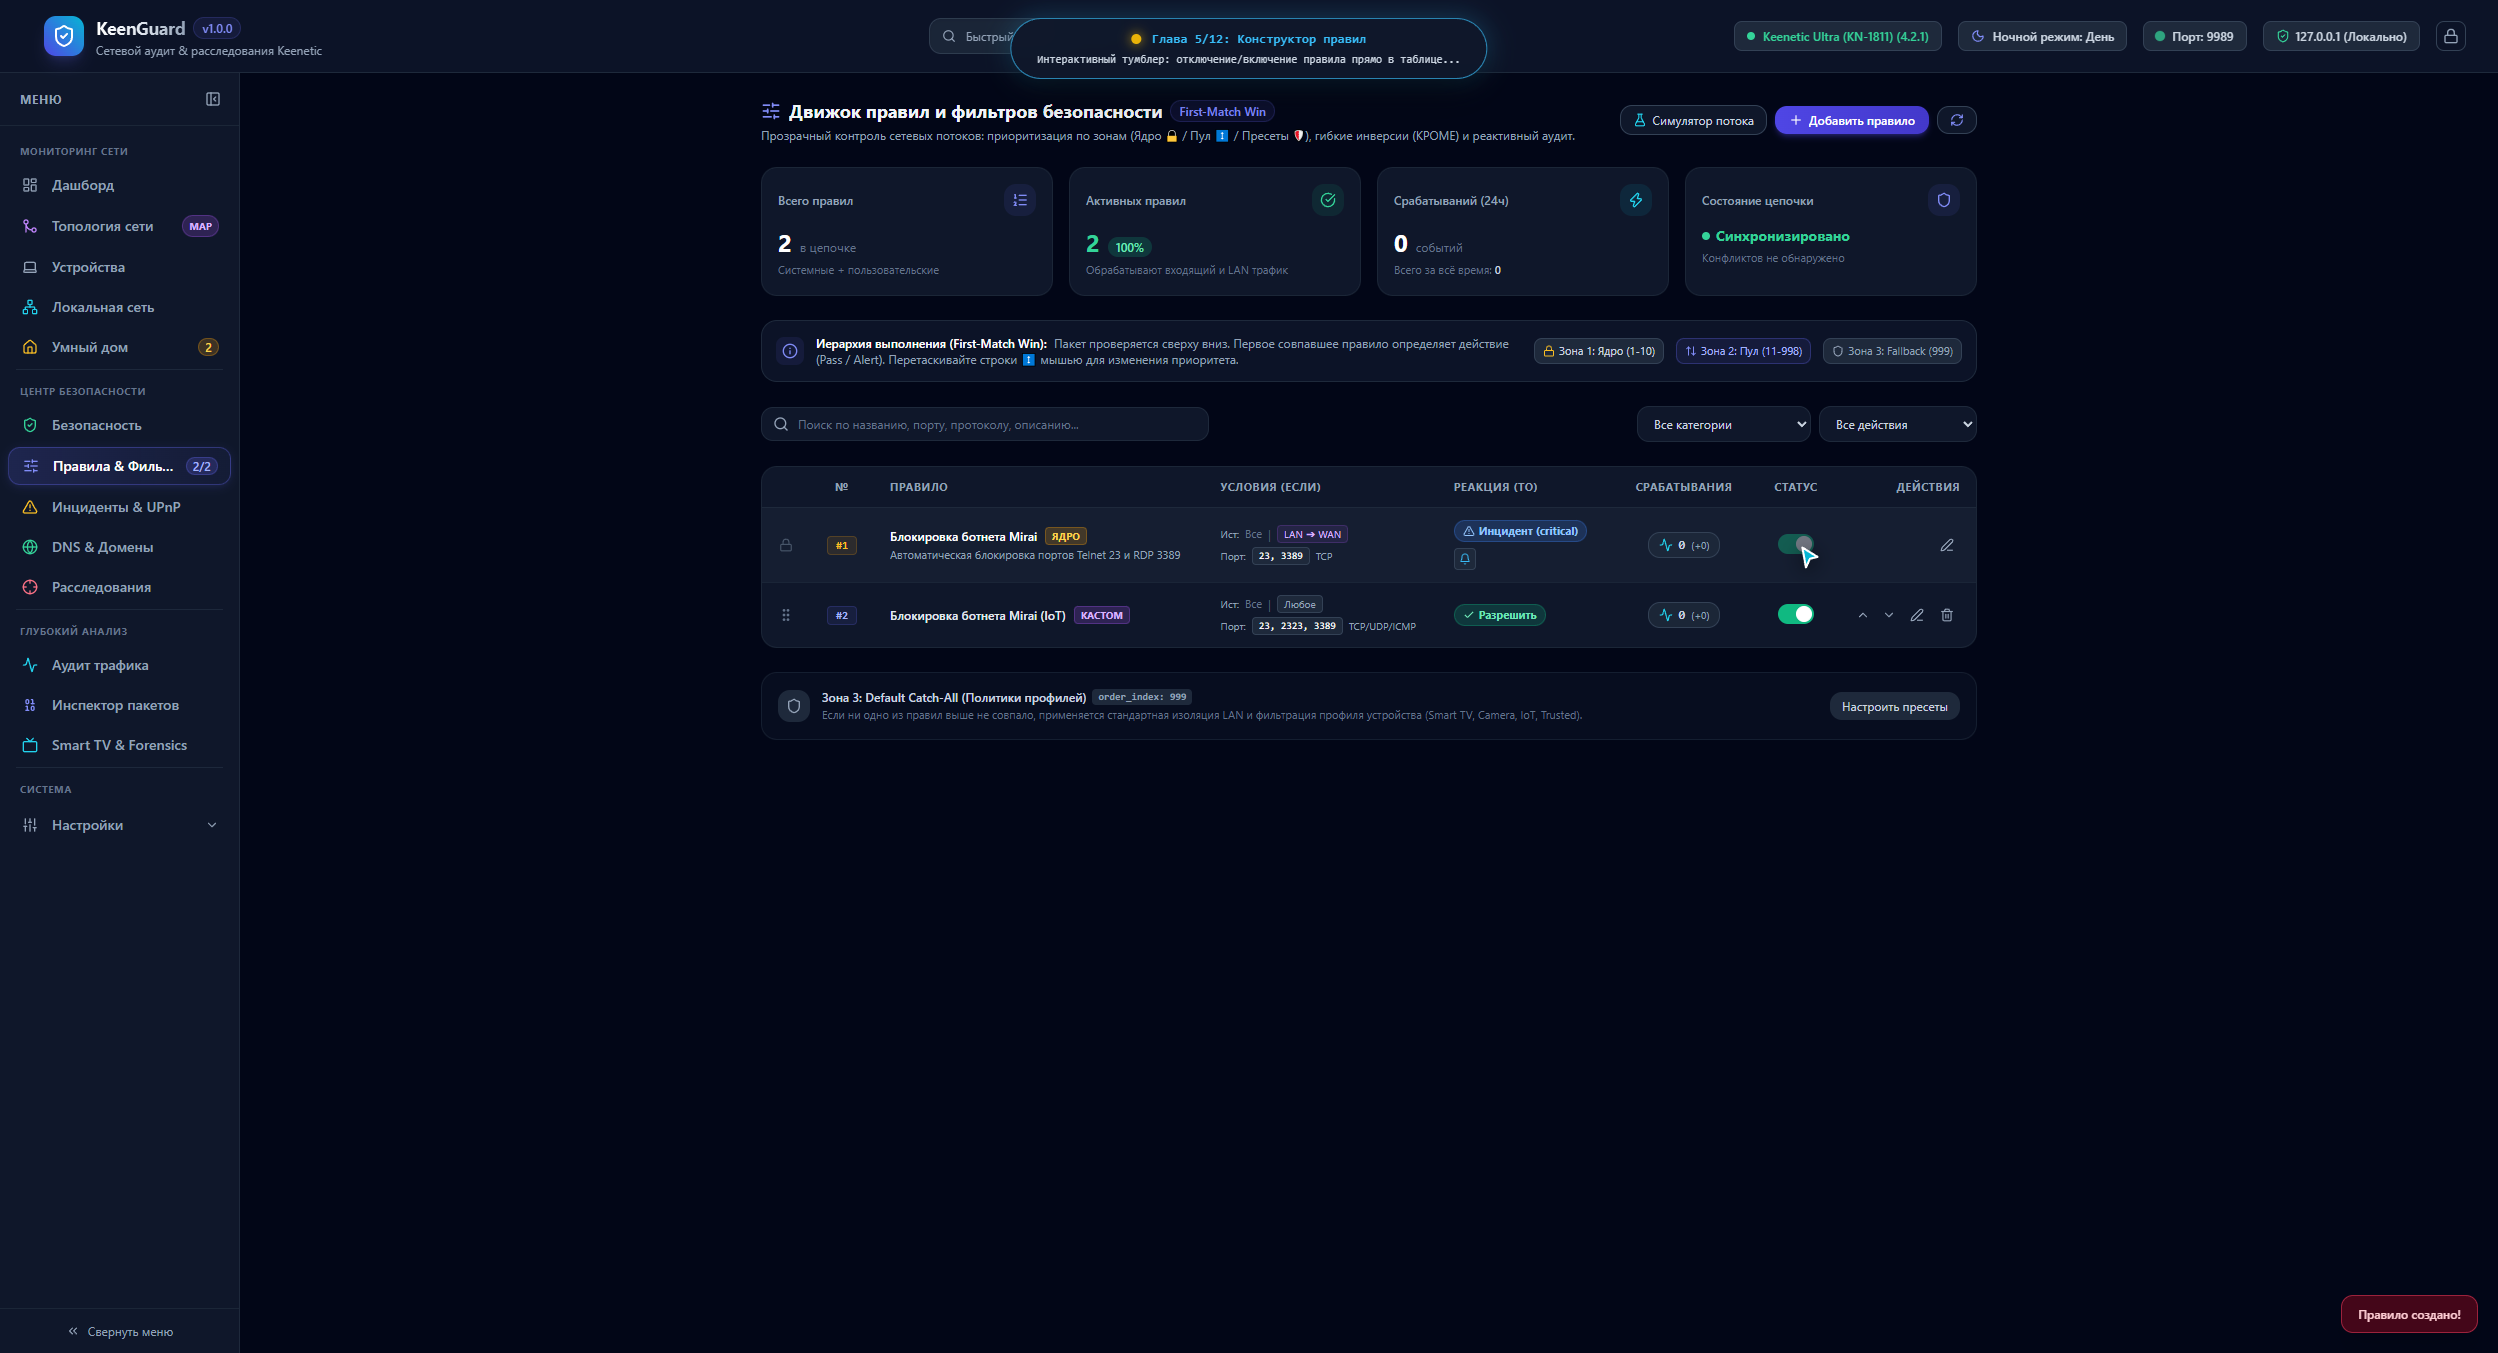 KeenGuard v1.0.0
Сетевой аудит & расследования Keenetic
Быстрый
Глава 5/12: Конструктор правил
Интерактивный тумблер: отключение/включение правила прямо в таблице...
Keenetic Ultra (KN-1811) (4.2.1)
Ночной режим: День
Порт: 9989
127.0.0.1 (Локально)
МЕНЮ
МОНИТОРИНГ СЕТИ
Дашборд
Топология сети MAP
Устройства
Локальная сеть
Умный дом 2
ЦЕНТР БЕЗОПАСНОСТИ
Безопасность
Правила & Филь... 2/2
Инциденты & UPnP
DNS & Домены
Расследования
ГЛУБОКИЙ АНАЛИЗ
Аудит трафика
Инспектор пакетов
Smart TV & Forensics
СИСТЕМА
Настройки
Свернуть меню
Движок правил и фильтров безопасности First-Match Win
Прозрачный контроль сетевых потоков: приоритизация по зонам (Ядро 🔒 / Пул ↕️ / Пресеты 🛡️), гибкие инверсии (КРОМЕ) и реактивный аудит.
Симулятор потока
Добавить правило
Всего правил
2 в цепочке
Системные + пользовательские
Активных правил
2 100%
Обрабатывают входящий и LAN трафик
Срабатываний (24ч)
0 событий
Всего за всё время: 0
Состояние цепочки
Синхронизировано
Конфликтов не обнаружено
Иерархия выполнения (First-Match Win): Пакет проверяется сверху вниз. Первое совпавшее правило определяет действие
(Pass / Alert). Перетаскивайте строки ↕️ мышью для изменения приоритета.
Зона 1: Ядро (1-10)
Зона 2: Пул (11-998)
Зона 3: Fallback (999)
Поиск по названию, порту, протоколу, описанию...
Все категории
Все действия
№ ПРАВИЛО УСЛОВИЯ (ЕСЛИ) РЕАКЦИЯ (ТО) СРАБАТЫВАНИЯ СТАТУС ДЕЙСТВИЯ
#1
Блокировка ботнета Mirai ЯДРО
Автоматическая блокировка портов Telnet 23 и RDP 3389
Ист: Все | LAN ➔ WAN
Порт: 23, 3389 TCP
Инцидент (critical)
0 (+0)
#2
Блокировка ботнета Mirai (IoT) КАСТОМ
Ист: Все | Любое
Порт: 23, 2323, 3389 TCP/UDP/ICMP
Разрешить
0 (+0)
Зона 3: Default Catch-All (Политики профилей) order_index: 999
Если ни одно из правил выше не совпало, применяется стандартная изоляция LAN и фильтрация профиля устройства (Smart TV, Camera, IoT, Trusted).
Настроить пресеты
Правило создано!